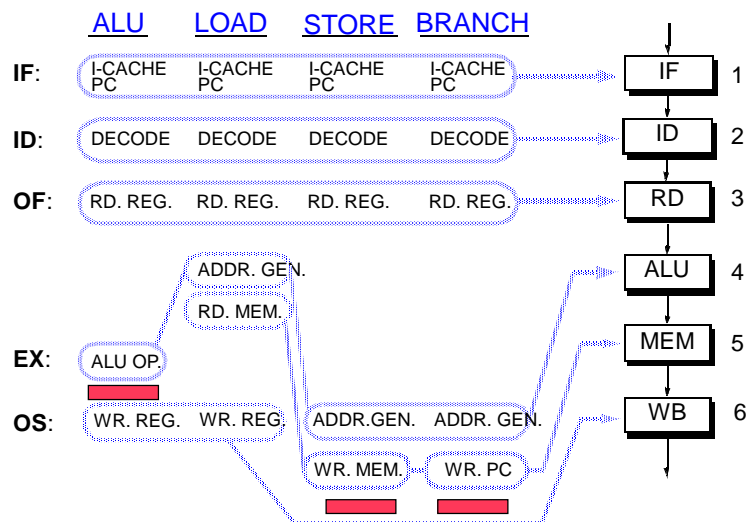 ALU LOAD STORE BRANCH
IF: I-CACHE I-CACHE I-CACHE I-CACHE IF 1
PC PC PC PC
ID: DECODE DECODE DECODE DECODE ID 2
OF: RD. REG. RD. REG. RD. REG. RD. REG. RD 3
ADDR. GEN. ALU 4
RD. MEM.
MEM 5
EX: ALU OP.
OS: WR. REG. WR. REG. ADDR.GEN. ADDR. GEN. WB 6
WR. MEM. WR. PC